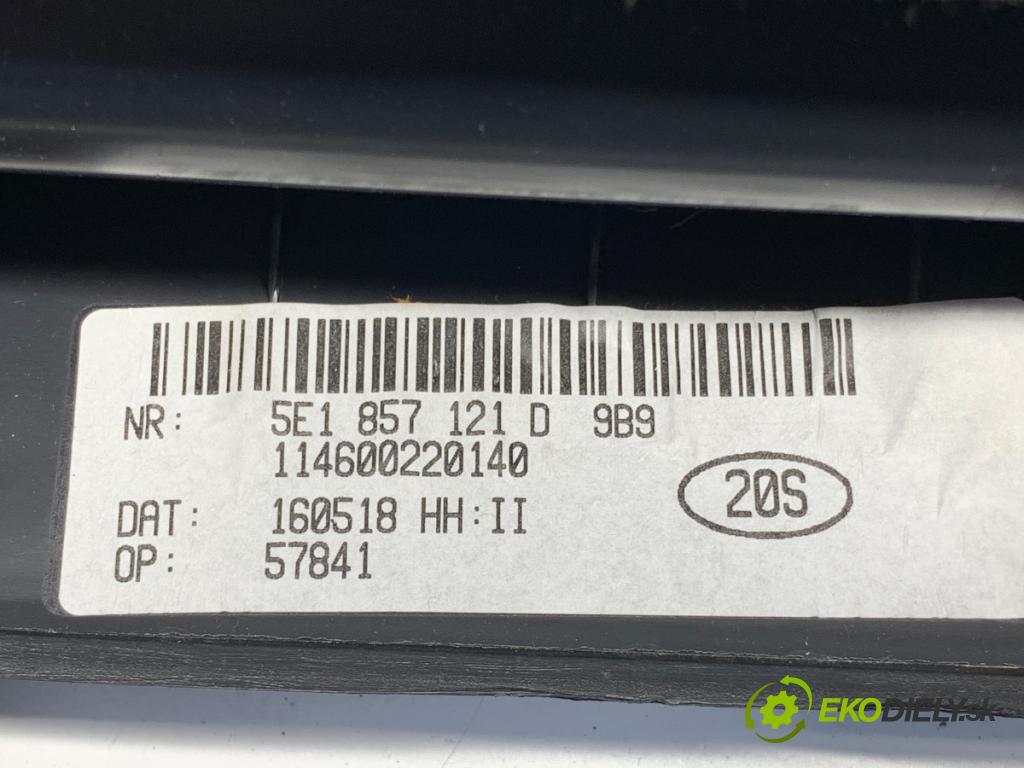 NR: 5E1 857 121 D 9B9
114600220140
20S
DAT: 160518 HH:II
OP: 57841
EKODIELY.sk